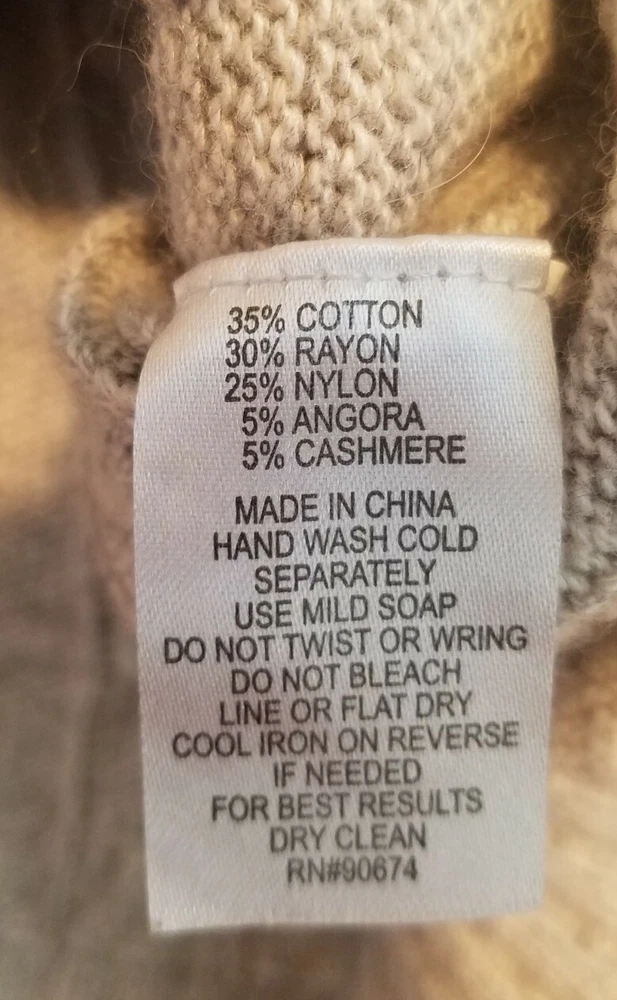 35% COTTON
30% RAYON
25% NYLON
5% ANGORA
5% CASHMERE
MADE IN CHINA
HAND WASH COLD
SEPARATELY
USE MILD SOAP
DO NOT TWIST OR WRING
DO NOT BLEACH
LINE OR FLAT DRY
COOL IRON ON REVERSE
IF NEEDED
FOR BEST RESULTS
DRY CLEAN
RN#90674